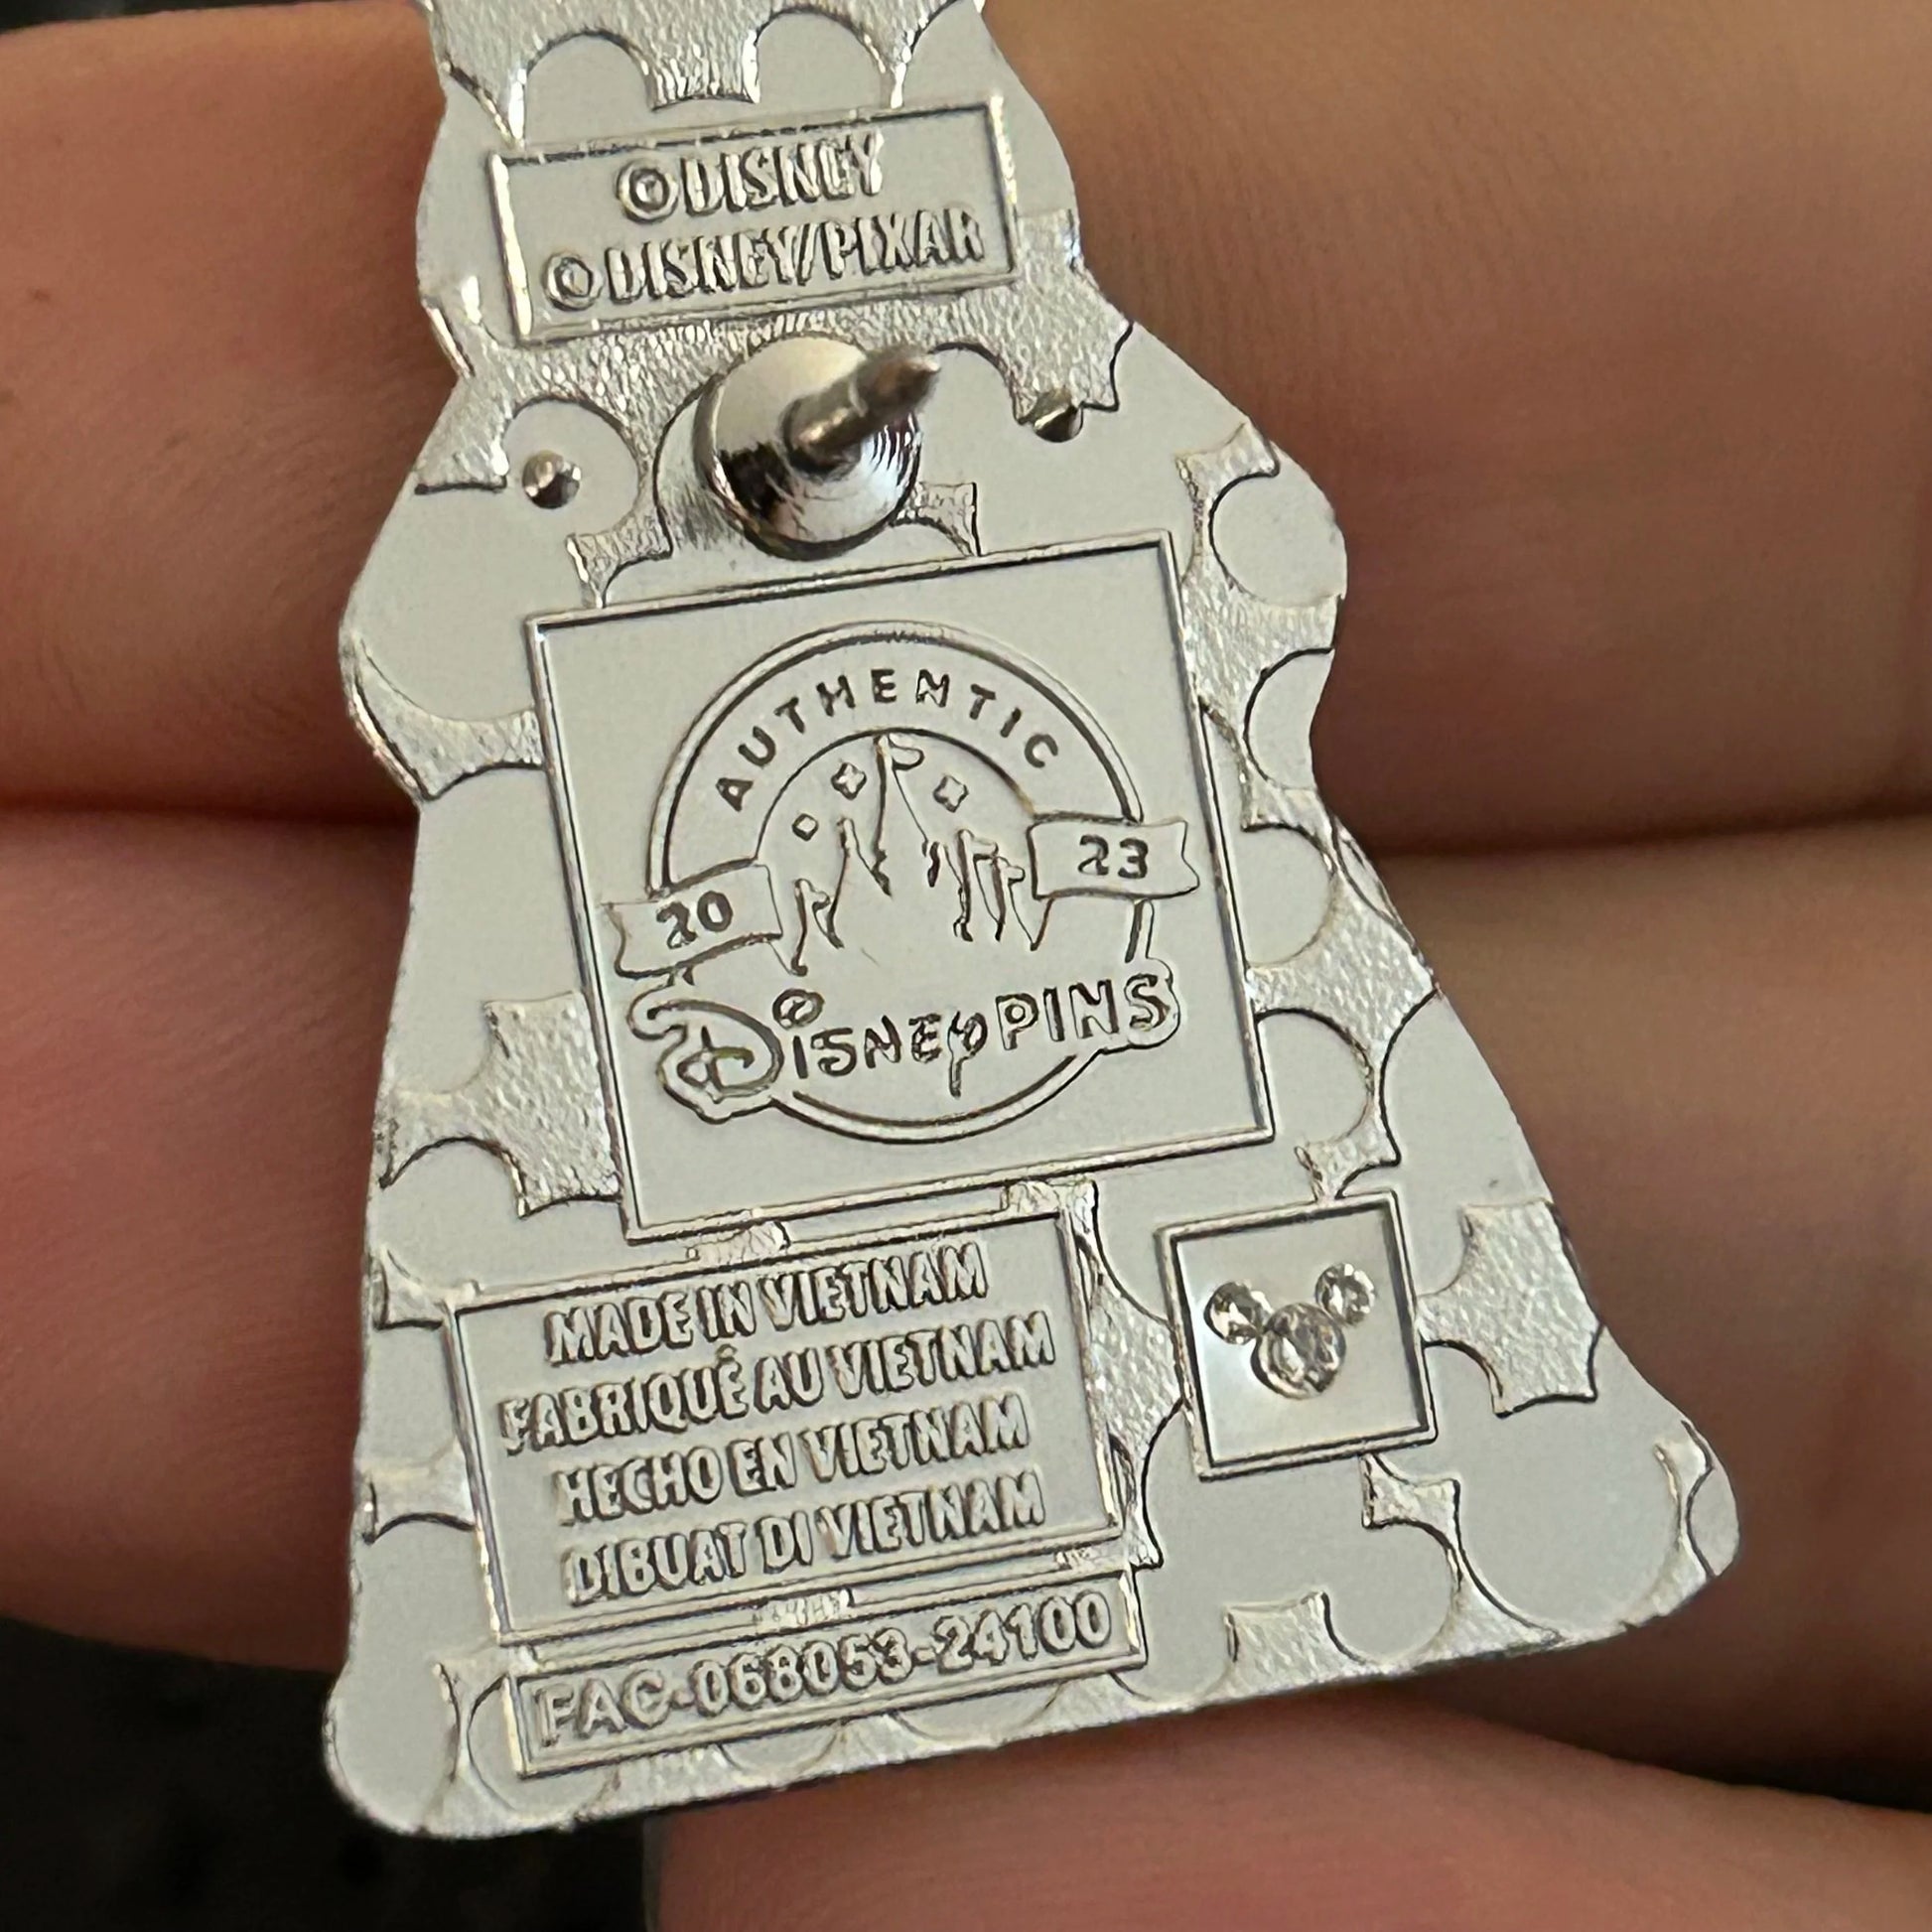 ©DISNEY
©DISNEY/PIXAR
AUTHENTIC
20 23
DISNEY PINS
MADE IN VIETNAM
FABRIQUÉ AU VIETNAM
HECHO EN VIETNAM
DIBUAT DI VIETNAM
FAC-068053-24100